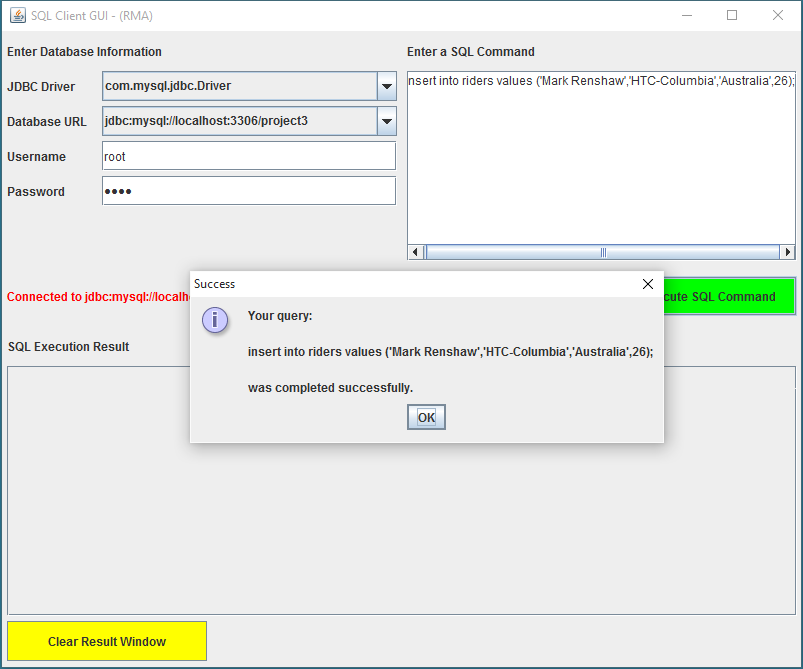 SQL Client GUI - (RMA)
Enter Database Information
Enter a SQL Command
JDBC Driver
com.mysql.jdbc.Driver
nsert into riders values ('Mark Renshaw','HTC-Columbia','Australia',26);
Database URL
jdbc:mysql://localhost:3306/project3
Username
root
Password
••••
Connected to jdbc:mysql://localh
cute SQL Command
Success
Your query:
insert into riders values ('Mark Renshaw','HTC-Columbia','Australia',26);
was completed successfully.
OK
SQL Execution Result
Clear Result Window